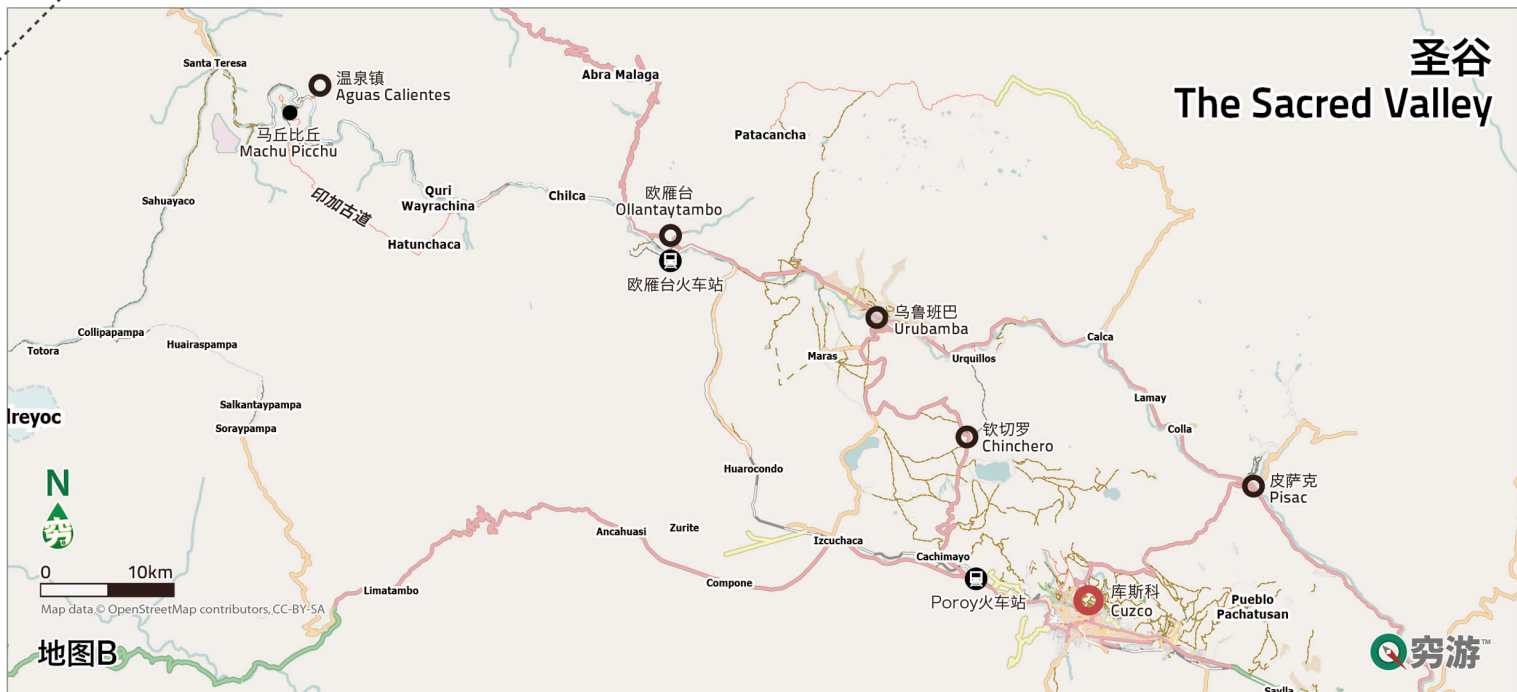 圣谷
The Sacred Valley
Santa Teresa
温泉镇
Aguas Calientes
马丘比丘
Machu Picchu
Abra Malaga
Patacancha
Quri
Wayrachina
Chilca
Sahuayaco
印加古道
Hatunchaca
欧雁台
Ollantaytambo
欧雁台火车站
乌鲁班巴
Urubamba
Collpapampa
Totora
Huairaspampa
Maras
Urquillos
Calca
Lamay
Colla
Salkantaypampa
Soraypampa
lreyoc
钦切罗
Chinchero
Huarocondo
皮萨克
Pisac
N
穷
0 10km
Map data © OpenStreetMap contributors, CC-BY-SA
Ancahuasi
Zurite
Izcuchaca
Cachimayo
Compone
Limatambo
Poroy火车站
库斯科
Cuzco
Pueblo
Pachatusan
地图B
穷游™
Saylla